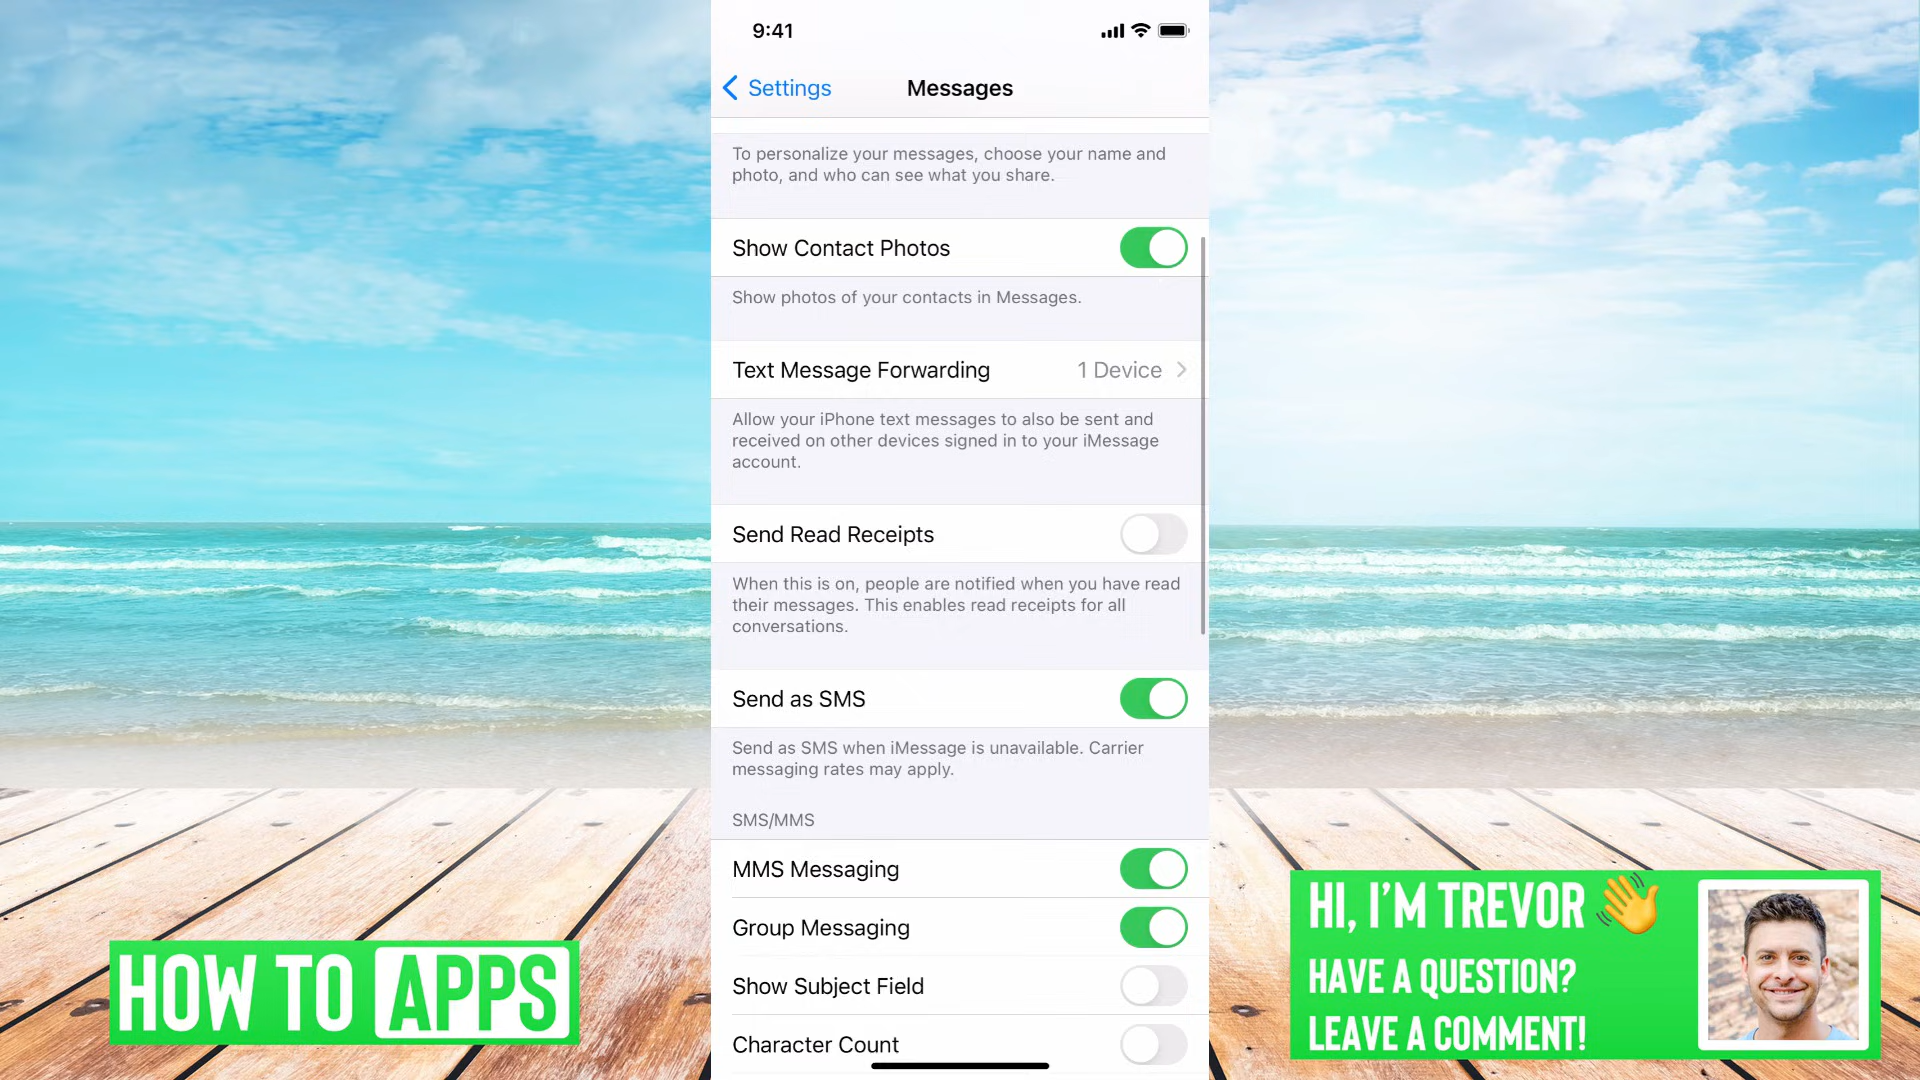 9:41
Settings
Messages
To personalize your messages, choose your name and
photo, and who can see what you share.
Show Contact Photos
Show photos of your contacts in Messages.
Text Message Forwarding 1 Device
Allow your iPhone text messages to also be sent and
received on other devices signed in to your iMessage
account.
Send Read Receipts
When this is on, people are notified when you have read
their messages. This enables read receipts for all
conversations.
Send as SMS
Send as SMS when iMessage is unavailable. Carrier
messaging rates may apply.
SMS/MMS
MMS Messaging
Group Messaging
Show Subject Field
Character Count
HOW TO APPS
HI, I'M TREVOR
HAVE A QUESTION?
LEAVE A COMMENT!